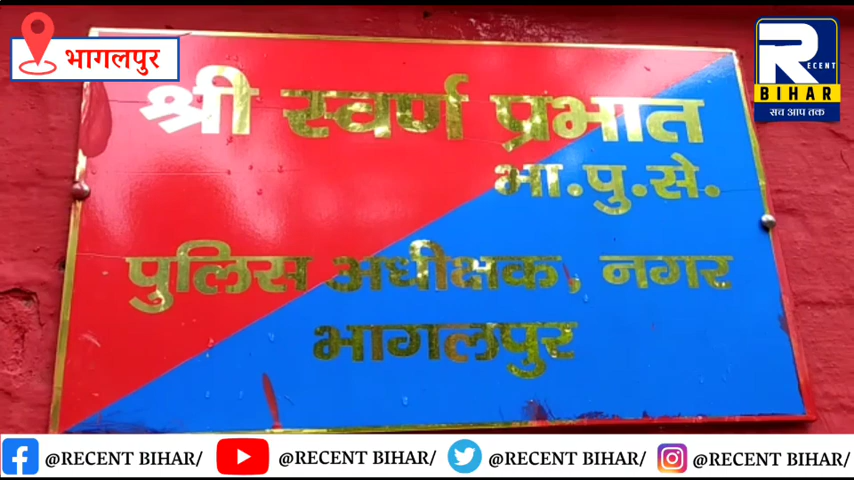 भागलपुर
RECENT
BIHAR
सच आप तक
श्री स्वर्ण प्रभात
भा.पु.से.
पुलिस अधीक्षक, नगर
भागलपुर
@RECENT BIHAR/ @RECENT BIHAR/ @RECENT BIHAR/ @RECENT BIHAR/